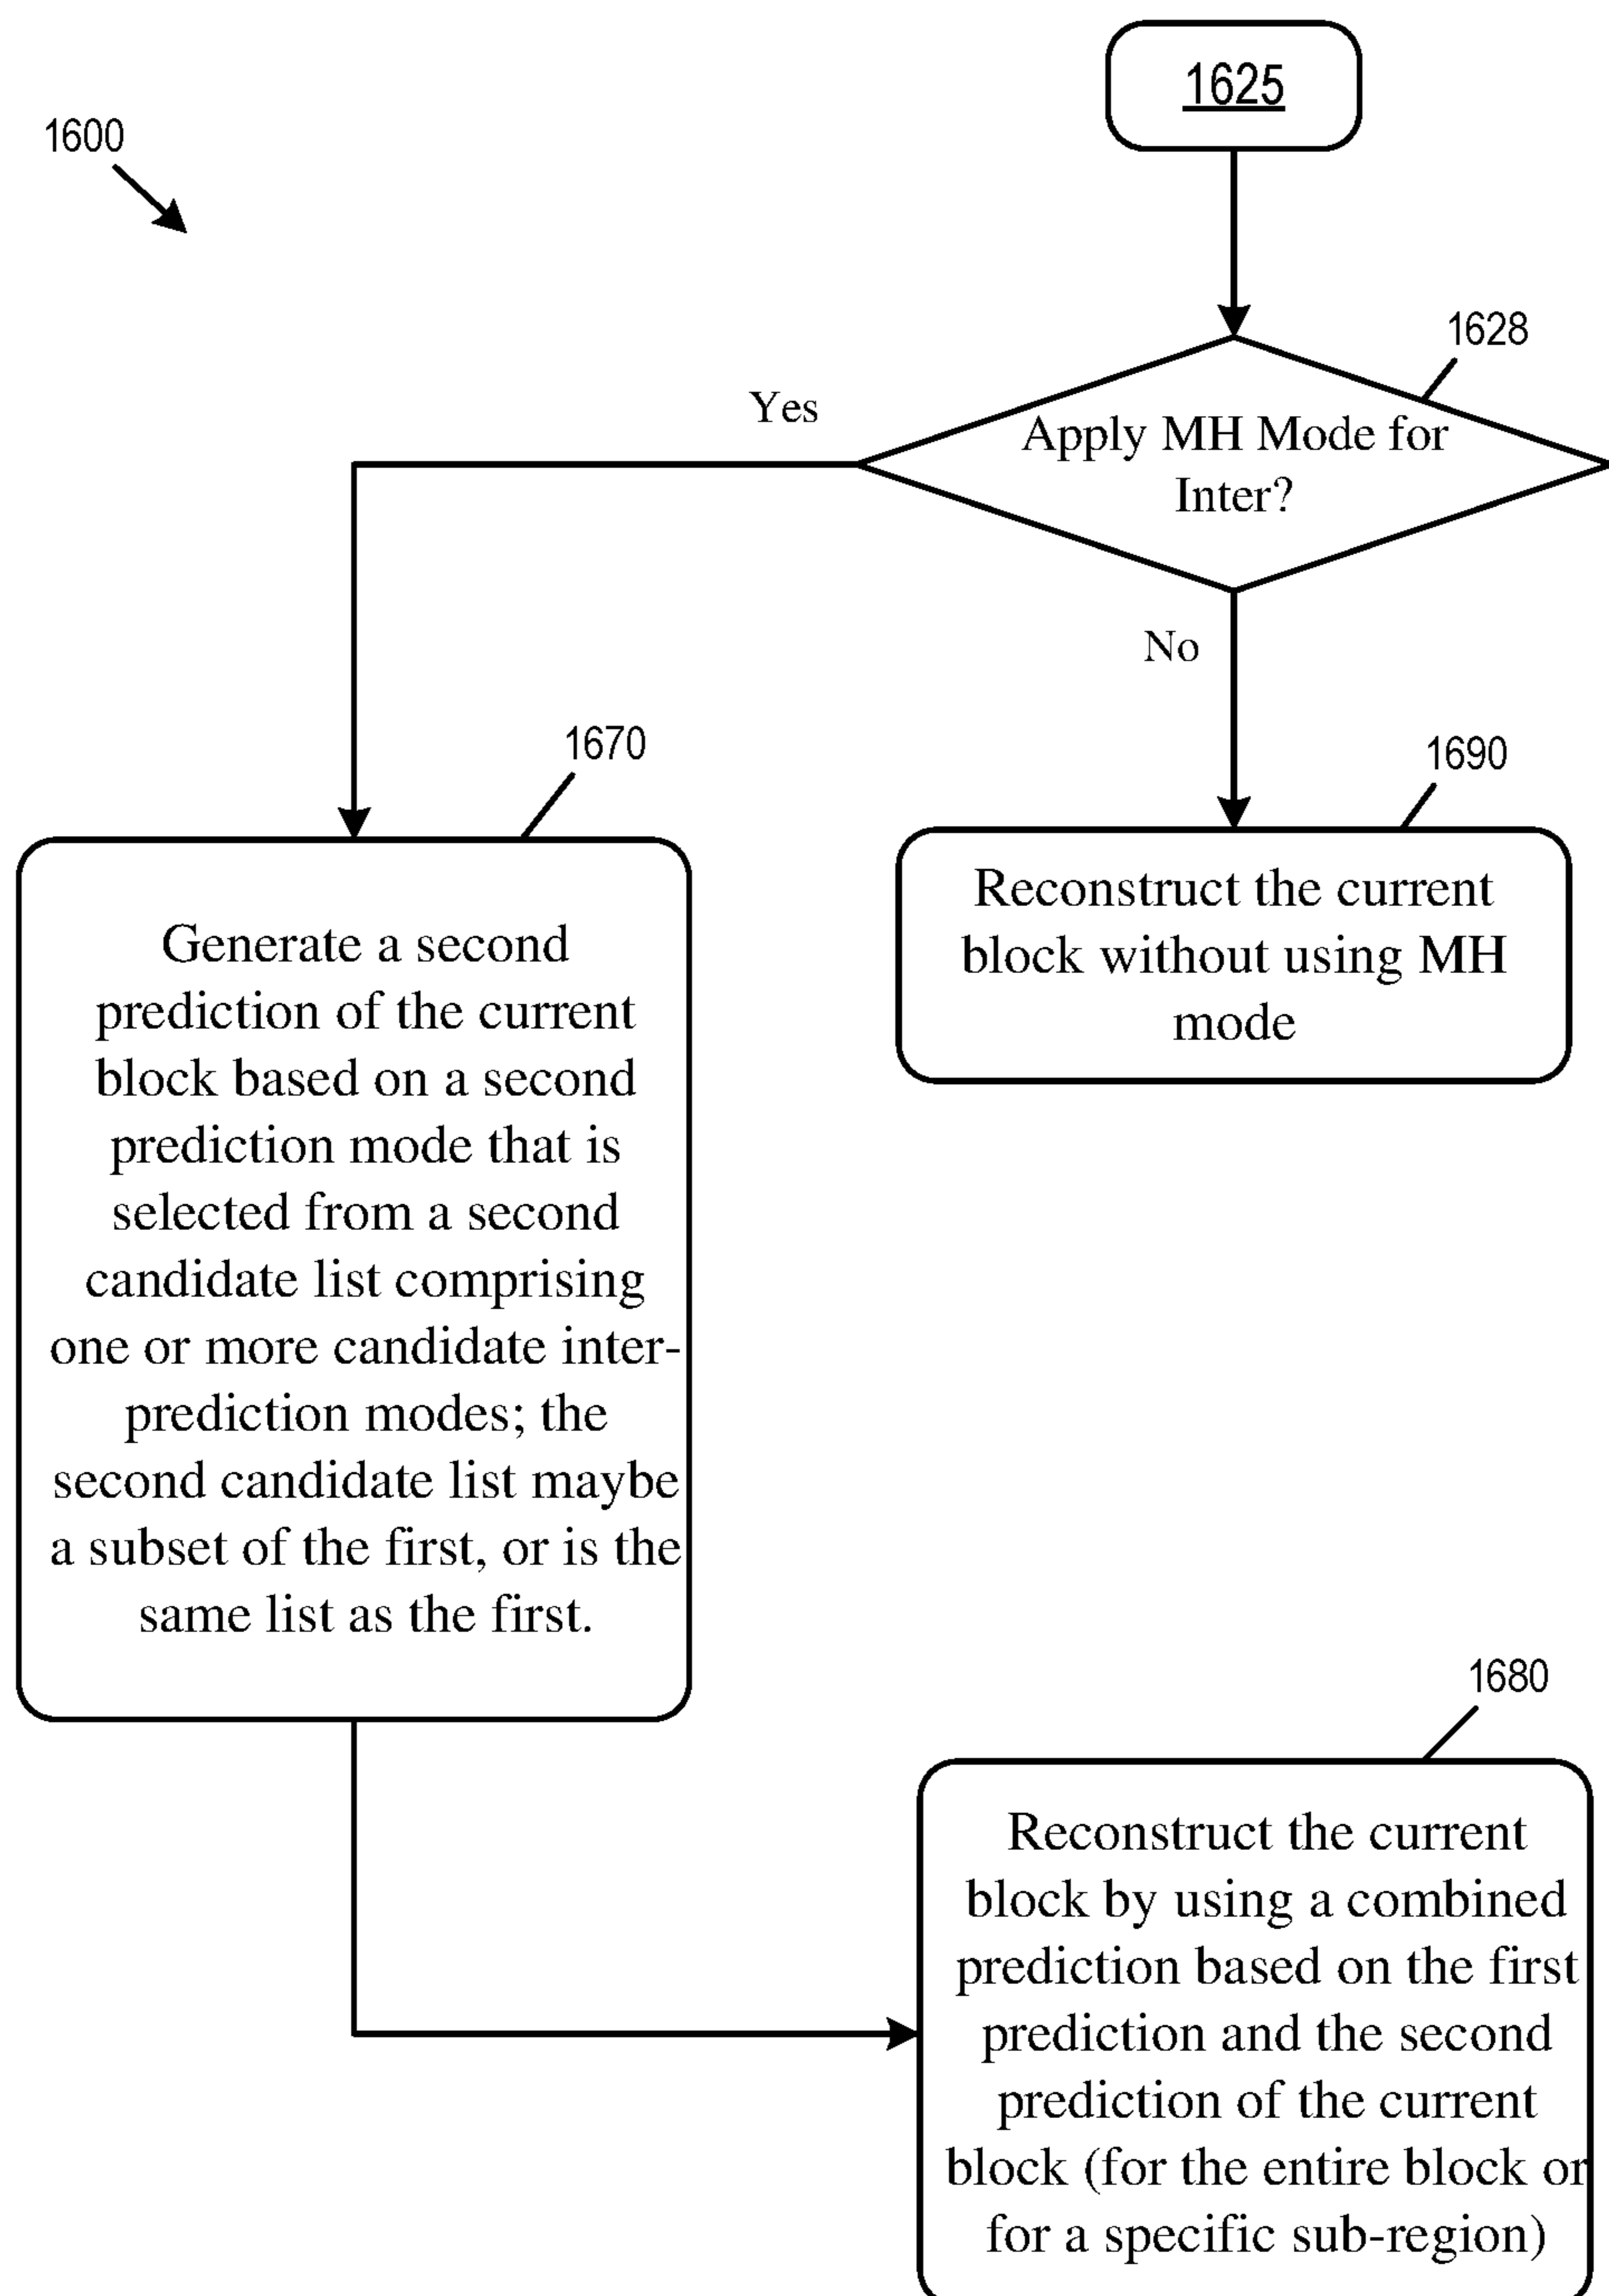 1625
1600
1628
Yes
Apply MH Mode for
Inter?
No
1670
1690
Generate a second
prediction of the current
block based on a second
prediction mode that is
selected from a second
candidate list comprising
one or more candidate inter-
prediction modes; the
second candidate list maybe
a subset of the first, or is the
same list as the first.
Reconstruct the current
block without using MH
mode
1680
Reconstruct the current
block by using a combined
prediction based on the first
prediction and the second
prediction of the current
block (for the entire block or
for a specific sub-region)